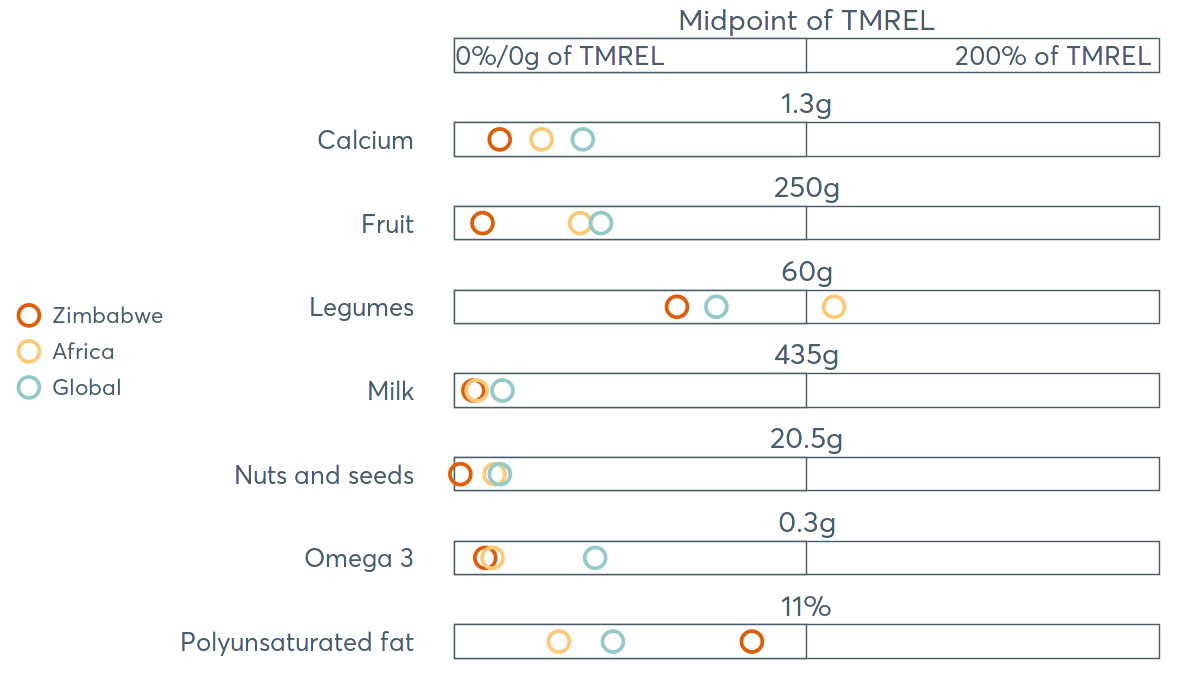 Midpoint of TMREL
0%/0g of TMREL 200% of TMREL
1.3g
Calcium
250g
Fruit
60g
Legumes
Zimbabwe
Africa
Global
435g
Milk
20.5g
Nuts and seeds
0.3g
Omega 3
11%
Polyunsaturated fat